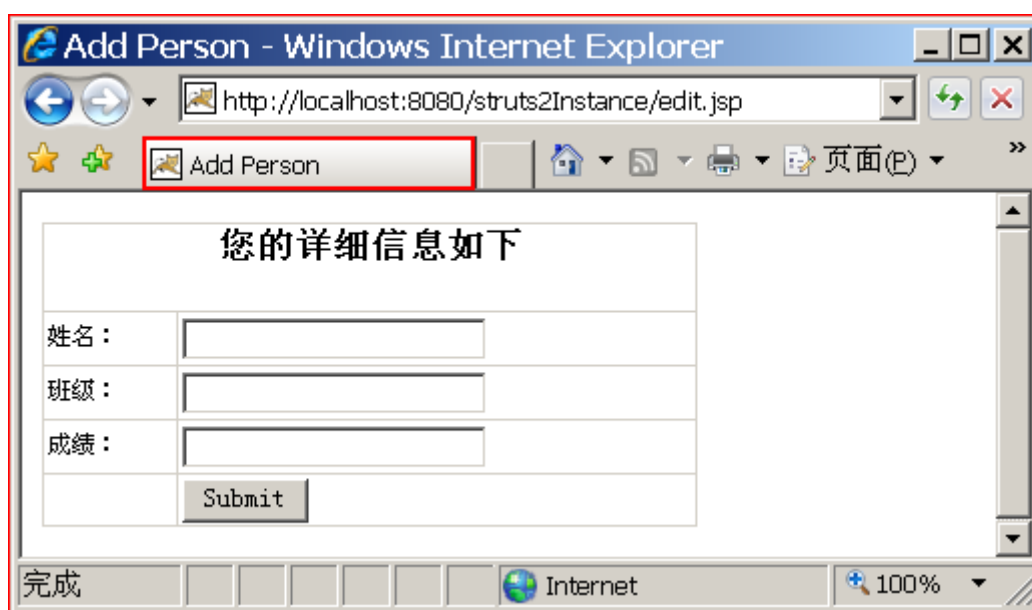 Add Person - Windows Internet Explorer
http://localhost:8080/struts2Instance/edit.jsp
Add Person
页面(P)
»
您的详细信息如下
姓名：
班级：
成绩：
Submit
完成
Internet
100%